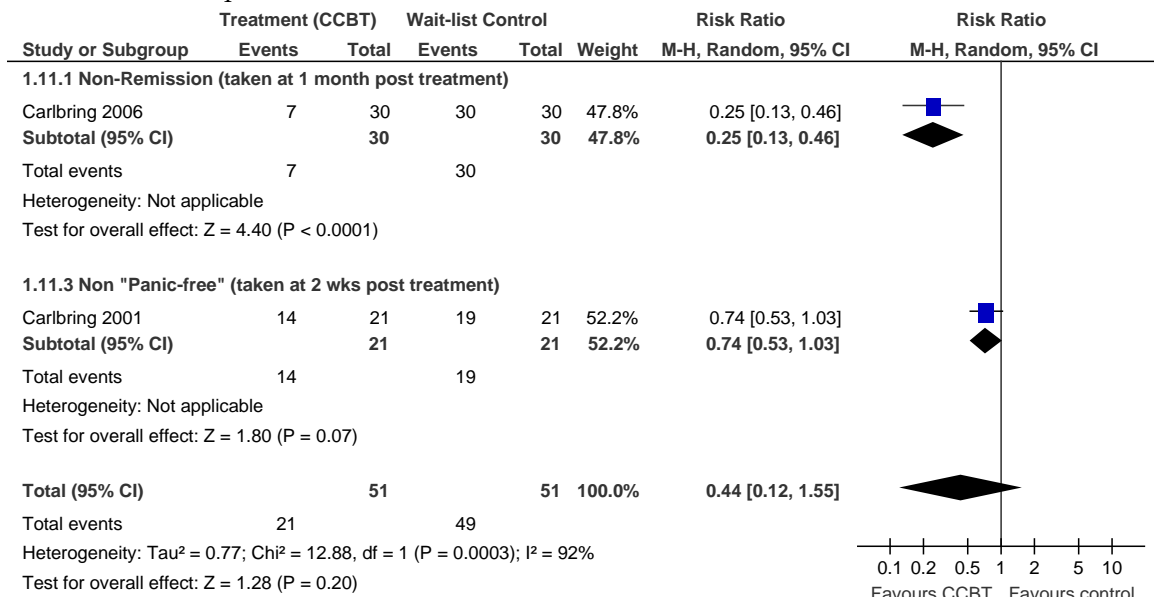 Treatment (CCBT) Wait-list Control Risk Ratio Risk Ratio
Study or Subgroup Events Total Events Total Weight M-H, Random, 95% CI M-H, Random, 95% CI
1.11.1 Non-Remission (taken at 1 month post treatment)
Carlbring 2006 7 30 30 30 47.8% 0.25 [0.13, 0.46]
Subtotal (95% CI) 30 30 47.8% 0.25 [0.13, 0.46]
Total events 7 30
Heterogeneity: Not applicable
Test for overall effect: Z = 4.40 (P < 0.0001)
1.11.3 Non "Panic-free" (taken at 2 wks post treatment)
Carlbring 2001 14 21 19 21 52.2% 0.74 [0.53, 1.03]
Subtotal (95% CI) 21 21 52.2% 0.74 [0.53, 1.03]
Total events 14 19
Heterogeneity: Not applicable
Test for overall effect: Z = 1.80 (P = 0.07)
Total (95% CI) 51 51 100.0% 0.44 [0.12, 1.55]
Total events 21 49
Heterogeneity: Tau² = 0.77; Chi² = 12.88, df = 1 (P = 0.0003); I² = 92%
Test for overall effect: Z = 1.28 (P = 0.20)
0.1 0.2 0.5 1 2 5 10
Favours CCBT Favours control